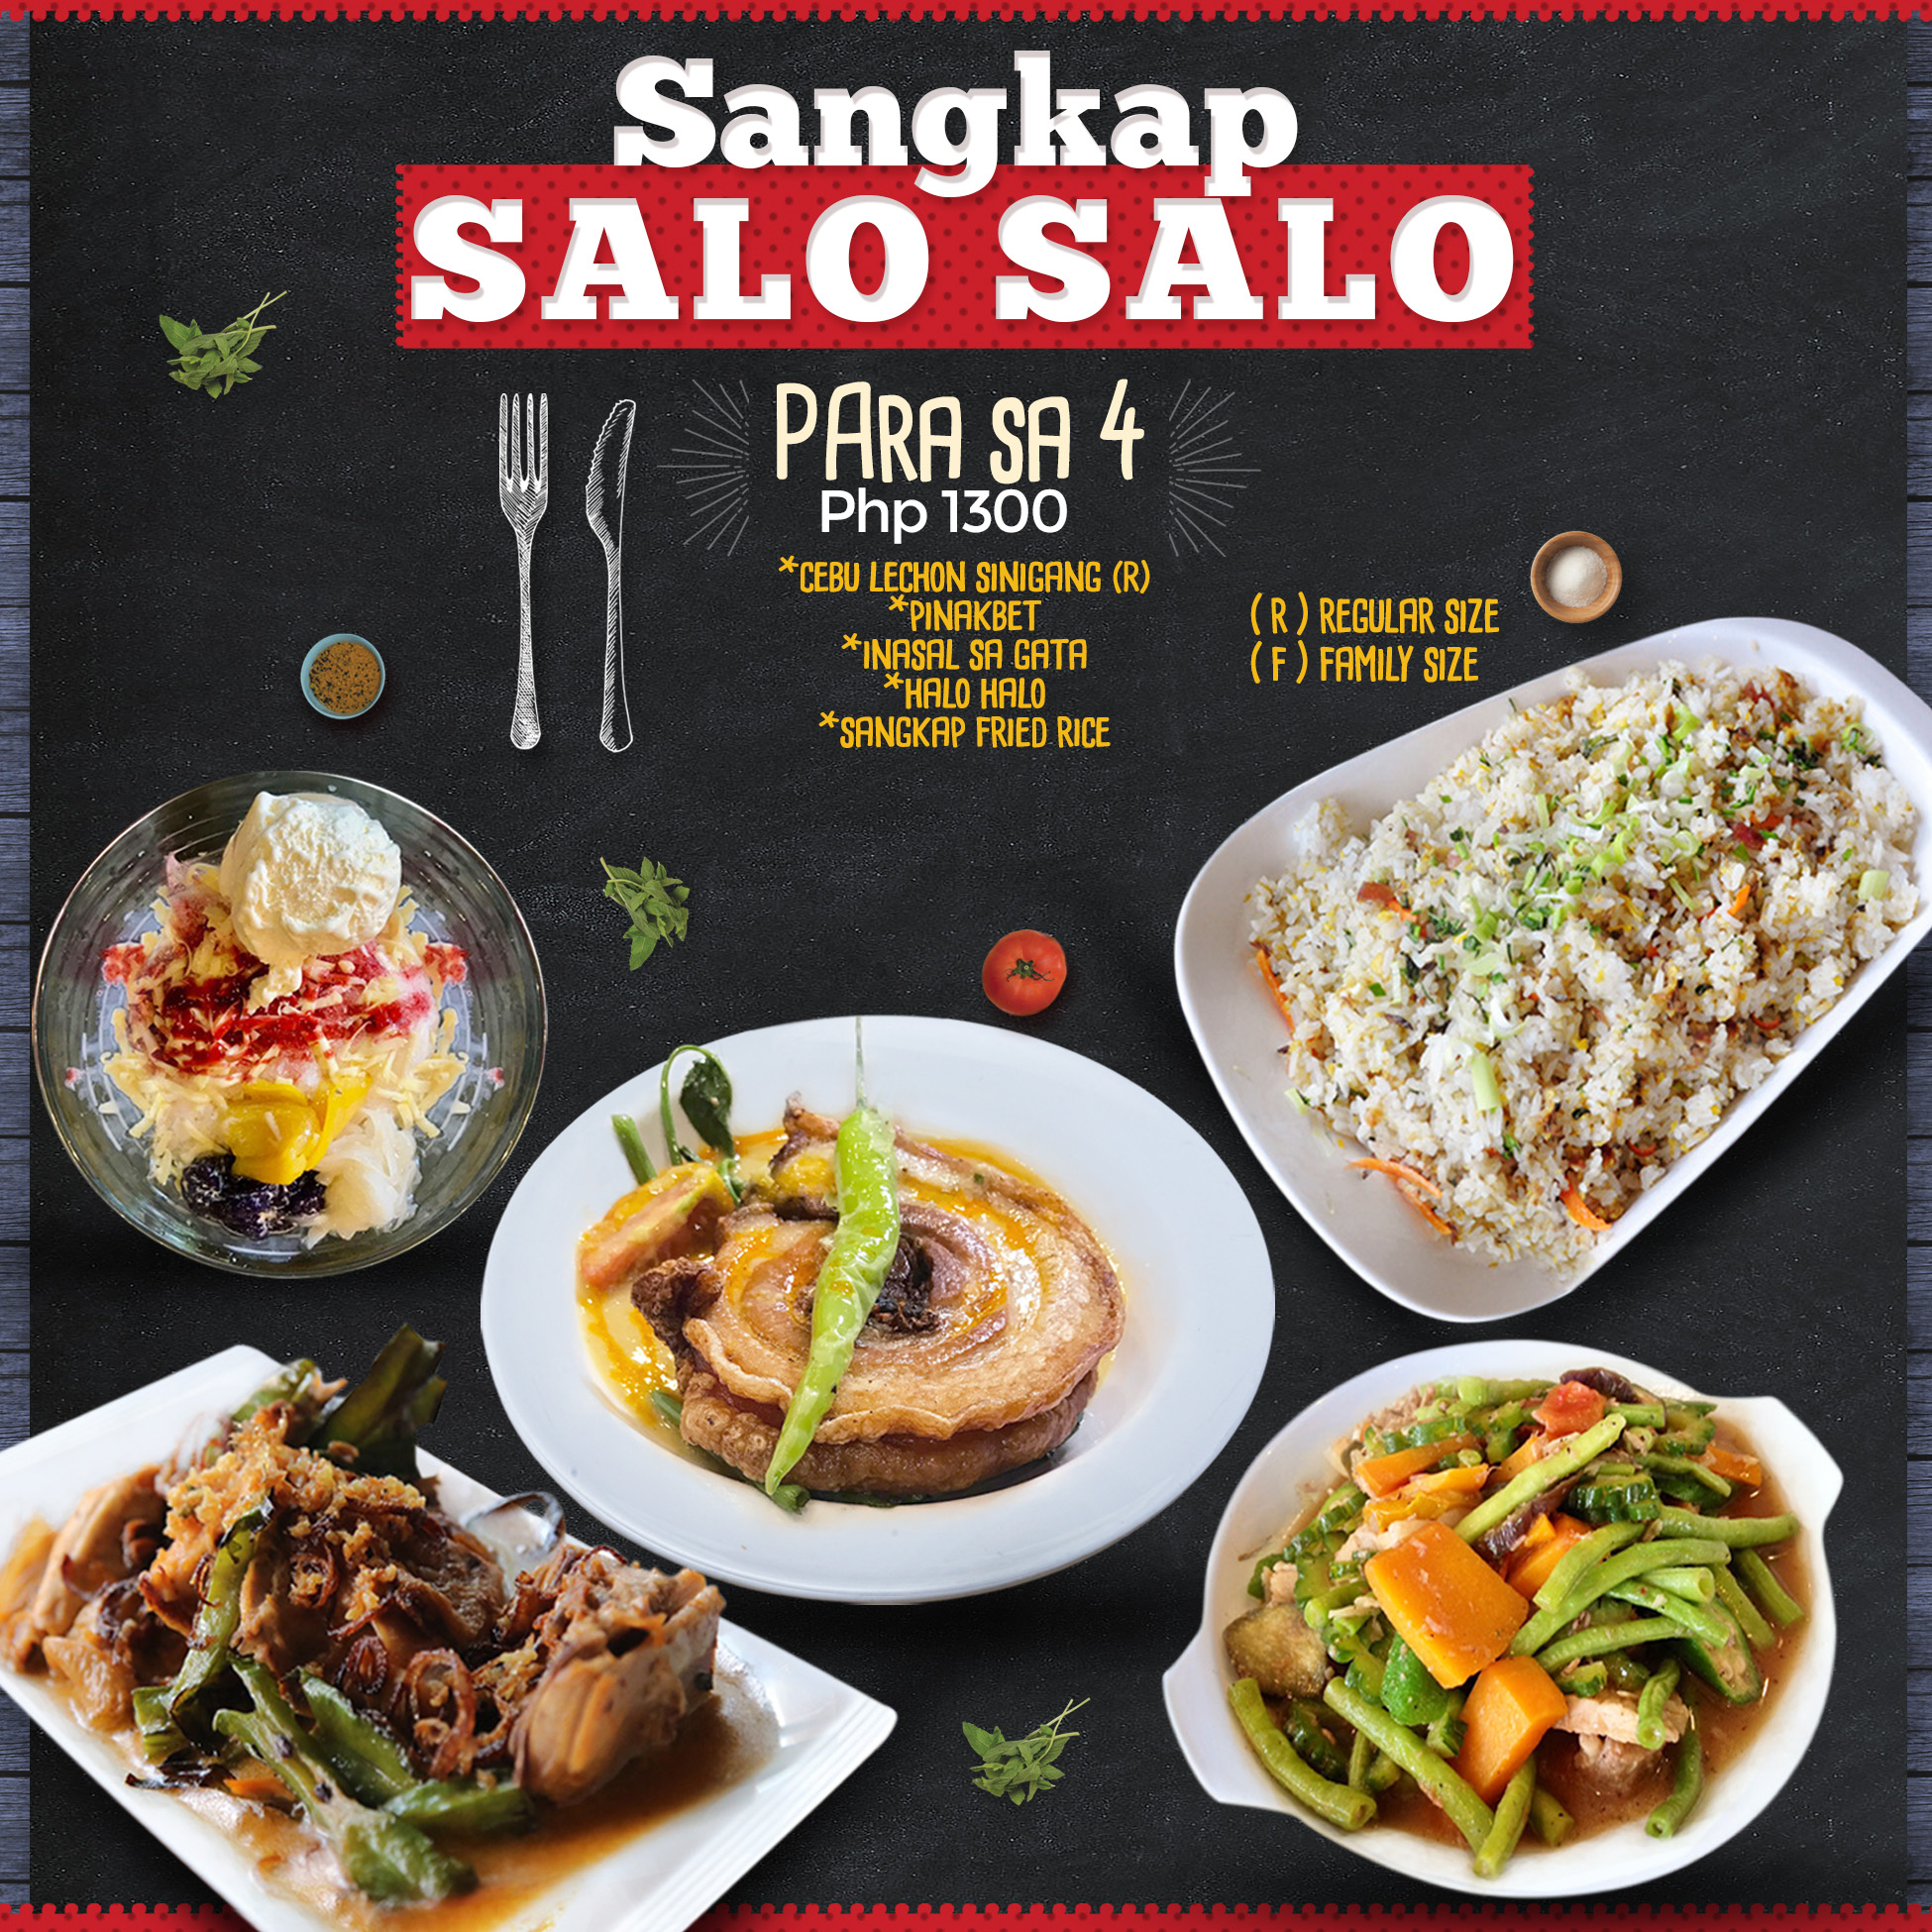 Sangkap
SALO SALO
PARA SA 4
Php 1300
*CEBU LECHON SINIGANG (R)
*PINAKBET
*INASAL SA GATA
*HALO HALO
*SANGKAP FRIED RICE
( R ) REGULAR SIZE
( F ) FAMILY SIZE